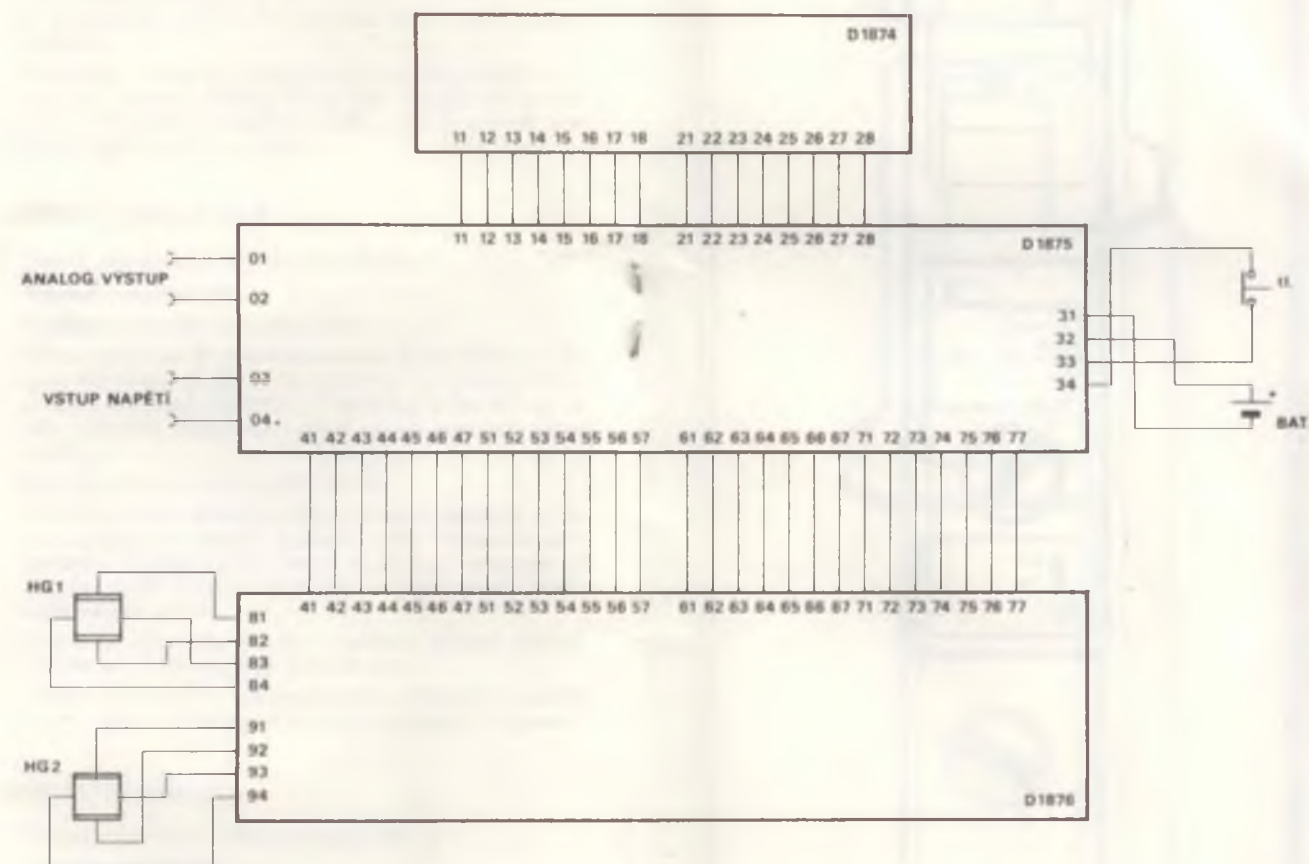 D1874
11 12 13 14 15 16 17 18 21 22 23 24 25 26 27 28
11 12 13 14 15 16 17 18 21 22 23 24 25 26 27 28
D1875
01
ANALOG. VÝSTUP
02
31
32
33
34
03
VSTUP NAPĚTÍ
04.
tl.
+
BAT
41 42 43 44 45 46 47 51 52 53 54 55 56 57 61 62 63 64 65 66 67 71 72 73 74 75 76 77
41 42 43 44 45 46 47 51 52 53 54 55 56 57 61 62 63 64 65 66 67 71 72 73 74 75 76 77
HG1
81
82
83
84
91
92
HG2
93
94
D1876